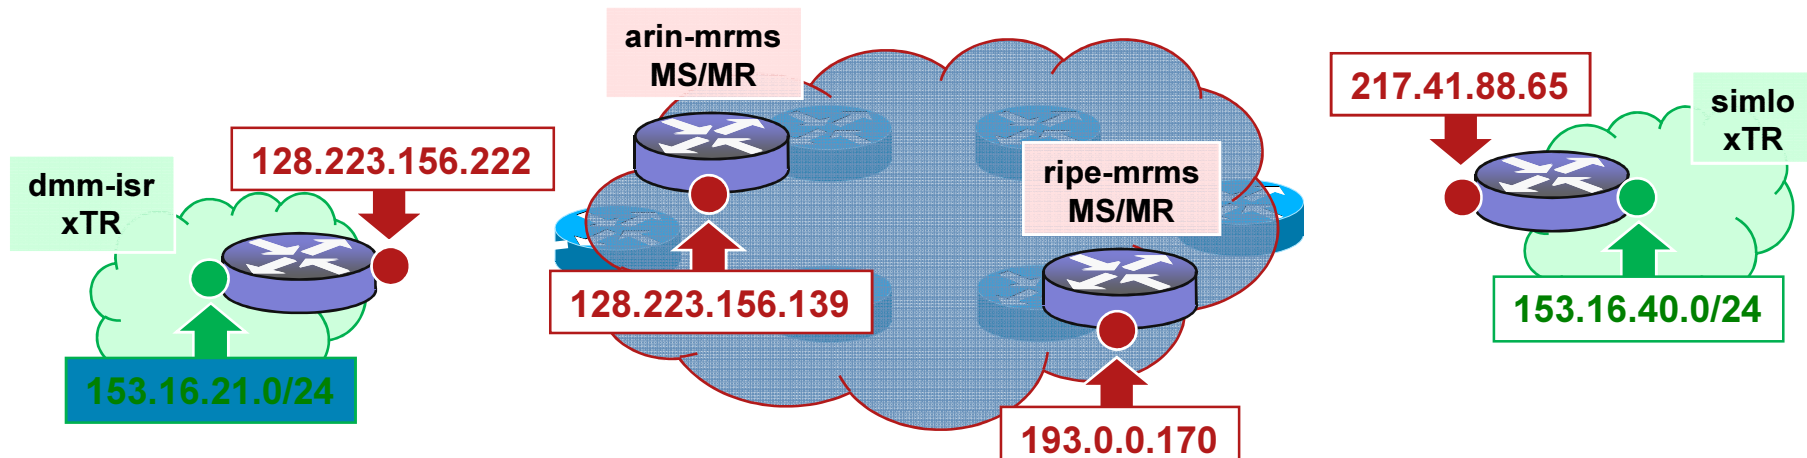 arin-mrms
MS/MR
217.41.88.65
simlo
xTR
128.223.156.222
dmm-isr
xTR
ripe-mrms
MS/MR
128.223.156.139
153.16.40.0/24
153.16.21.0/24
193.0.0.170